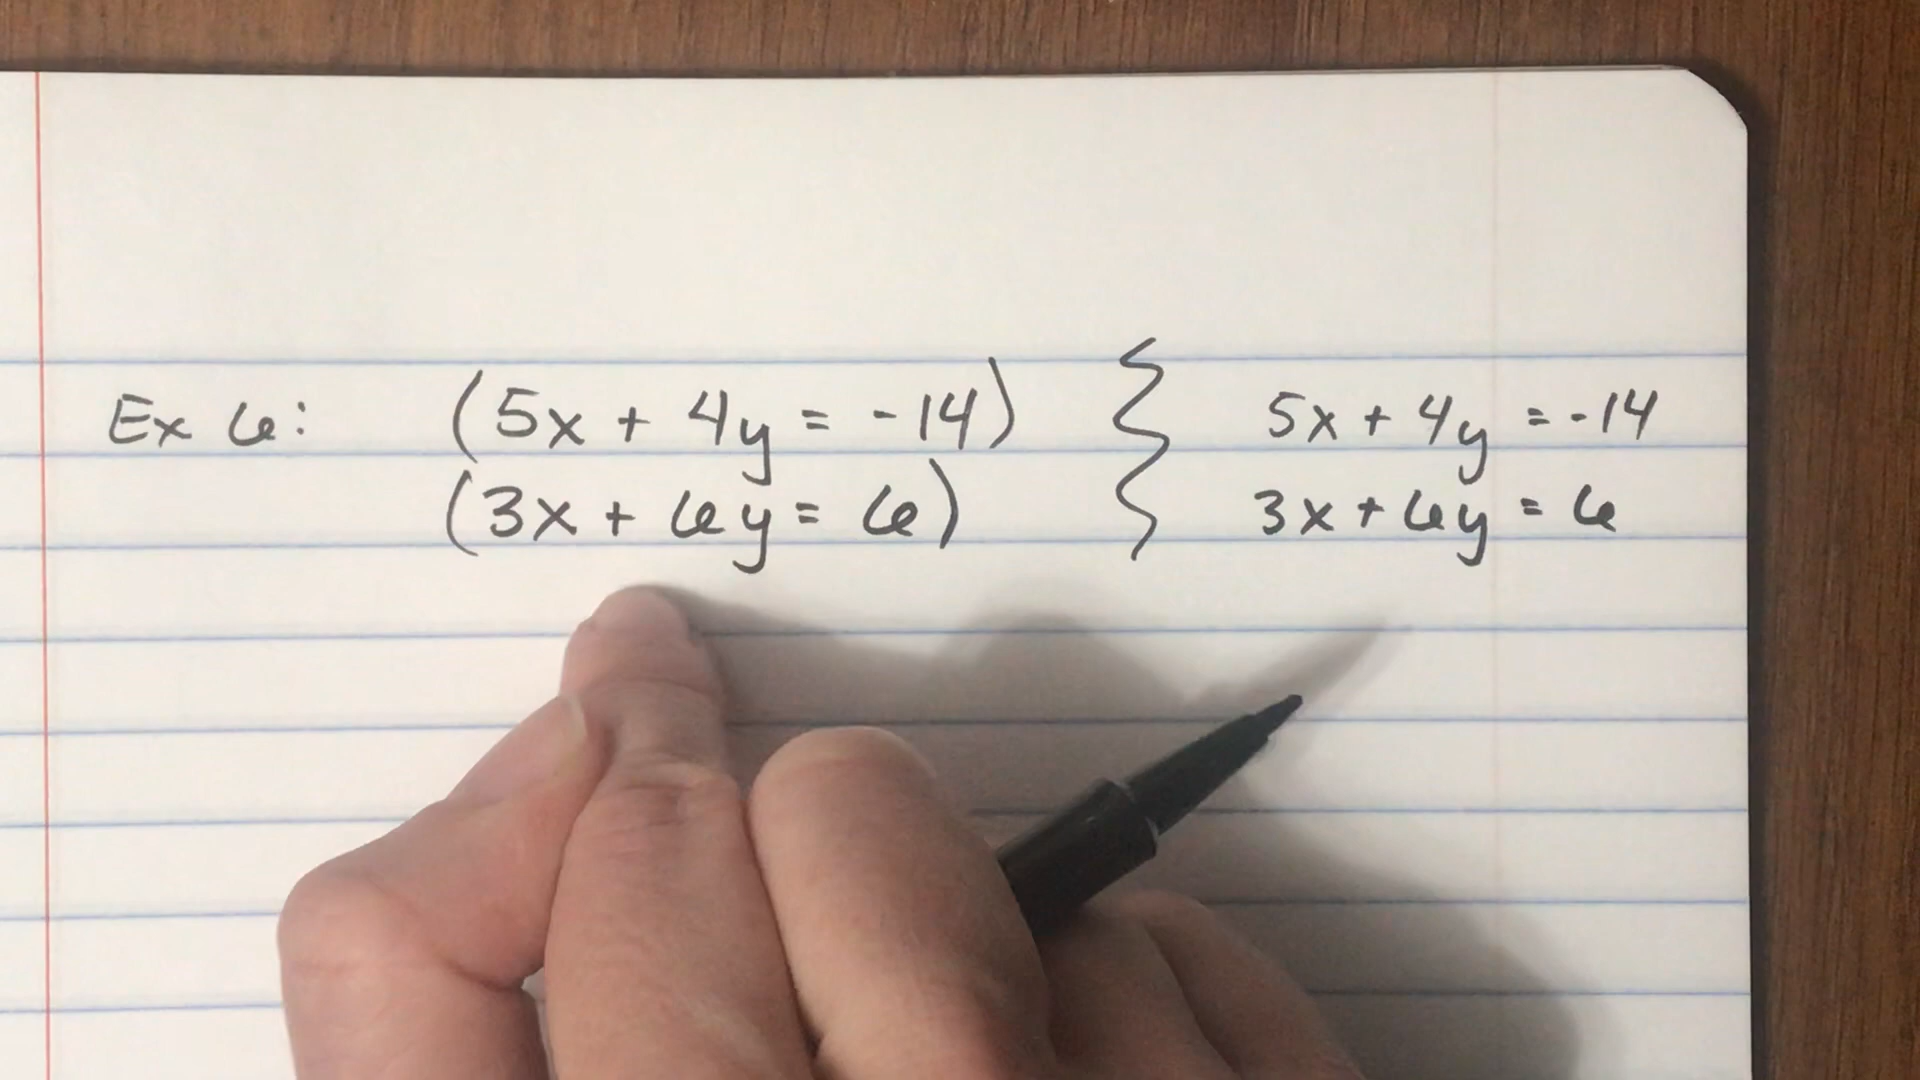 Ex 6: (5x + 4y = -14) 5x + 4y = -14
(3x + 6y = 6) 3x + 6y = 6